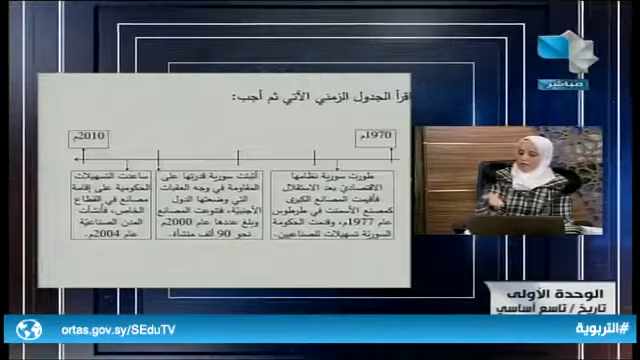 اقرأ الجدول الزمني الآتي ثم أجب:
1970م
2010م
طورت سورية نظامها
الاقتصادي بعد الاستقلال
فأقيمت المصانع الكبرى
كمصنع الأسمنت في طرطوس
عام 1977م، وقدمت الحكومة
السورية تسهيلات للصناعيين.
أثبتت سورية قدرتها على
المقاومة في وجه العقبات
التي وضعتها الدول
الأجنبية، فتنوعت المصانع
وبلغ عددها عام 2000م
نحو 90 ألف منشأة.
ساعدت التسهيلات
الحكومية على إقامة
مصانع في القطاع
الخاص، فأنشأت
المدن الصناعية
عام 2004م.
مباشر
الوحدة الأولى
تاريخ / تاسع أساسي
#التربوية
ortas.gov.sy/SEduTV